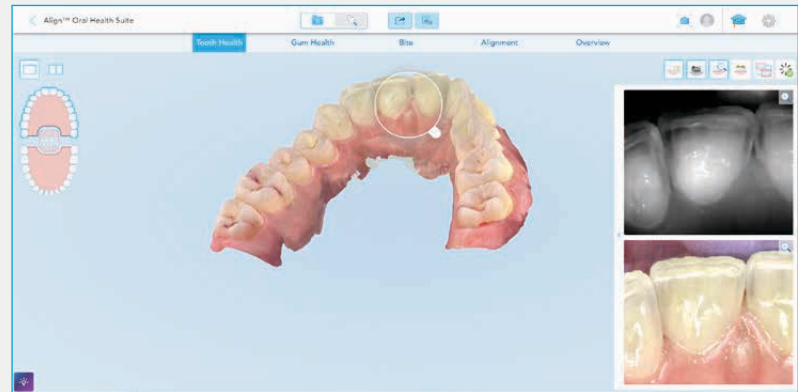 Align™ Oral Health Suite
Tooth Health
Gum Health
Bite
Alignment
Overview